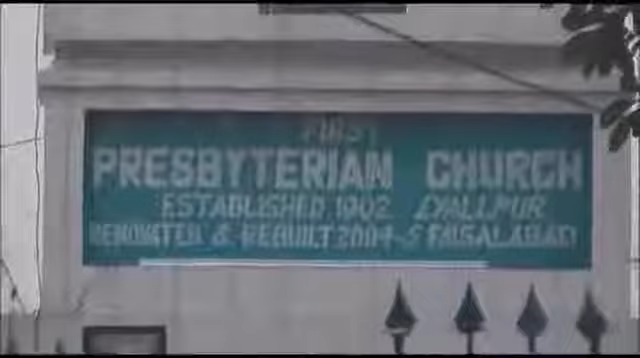 FIRST
PRESBYTERIAN CHURCH
ESTABLISHED 1902 LYALLPUR
RENOVATED & REBUILT 2004-5 FAISALABAD